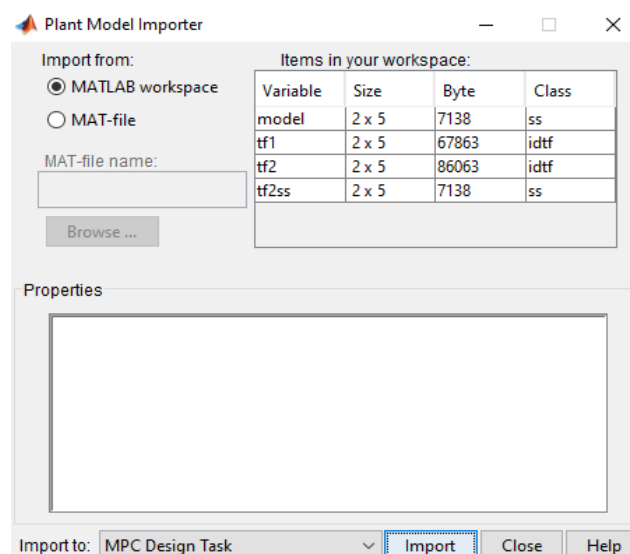 Plant Model Importer
Import from:
MATLAB workspace
MAT-file
MAT-file name:
Browse ...
Items in your workspace:
Variable Size Byte Class
model 2 x 5 7138 ss
tf1 2 x 5 67863 idtf
tf2 2 x 5 86063 idtf
tf2ss 2 x 5 7138 ss
Properties
Import to: MPC Design Task Import Close Help